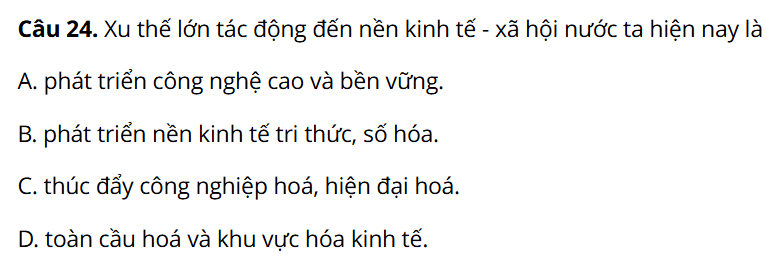 Câu 24. Xu thế lớn tác động đến nền kinh tế - xã hội nước ta hiện nay là
A. phát triển công nghệ cao và bền vững.
B. phát triển nền kinh tế tri thức, số hóa.
C. thúc đẩy công nghiệp hoá, hiện đại hoá.
D. toàn cầu hoá và khu vực hóa kinh tế.